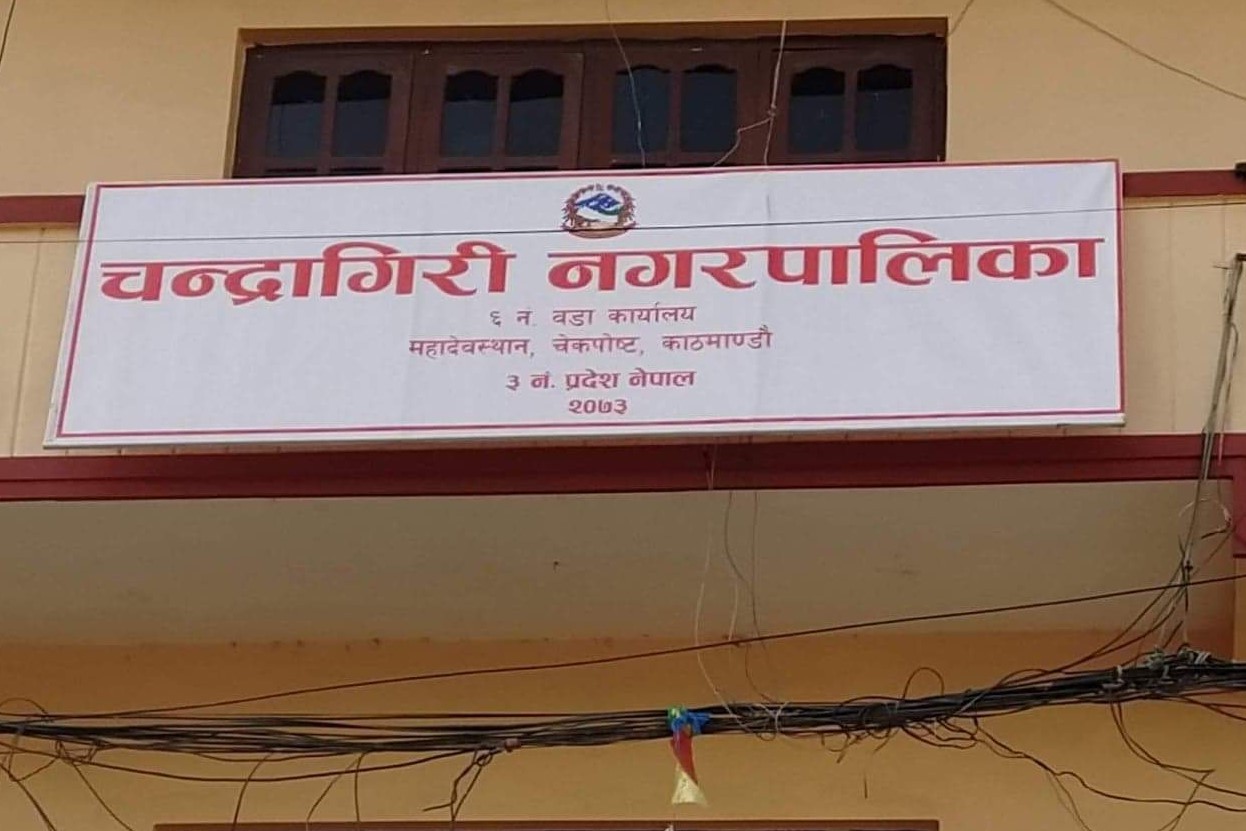 चन्द्रागिरी नगरपालिका
६ नं. वडा कार्यालय
महादेवस्थान, चेकपोष्ट, काठमाण्डौ
३ नं. प्रदेश नेपाल
२०७३